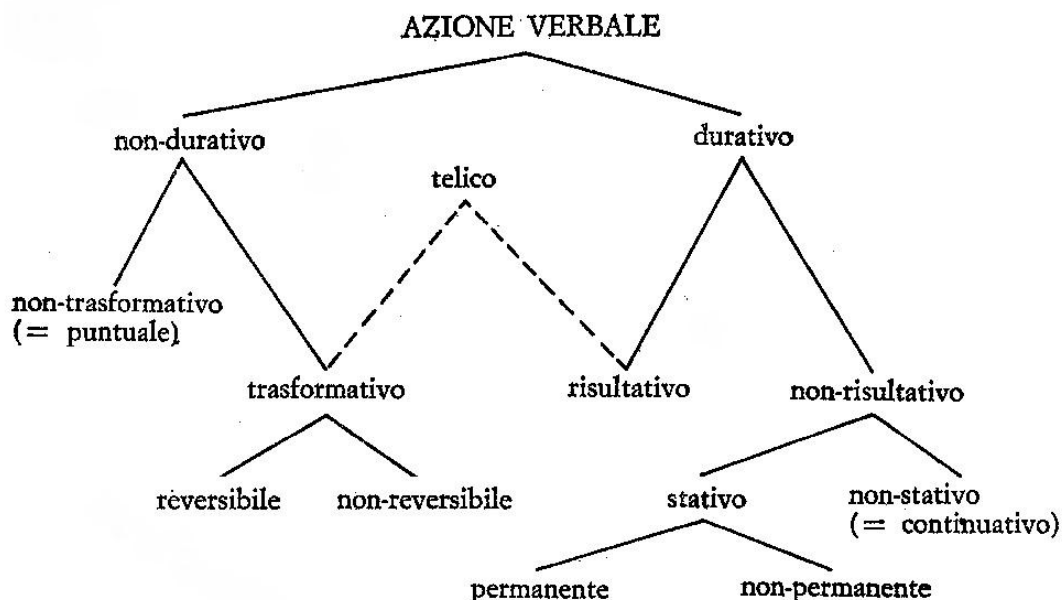 AZIONE VERBALE
non-durativo
durativo
telico
non-trasformativo
(= puntuale)
trasformativo
risultativo
non-risultativo
reversibile
non-reversibile
stativo
non-stativo
(= continuativo)
permanente
non-permanente